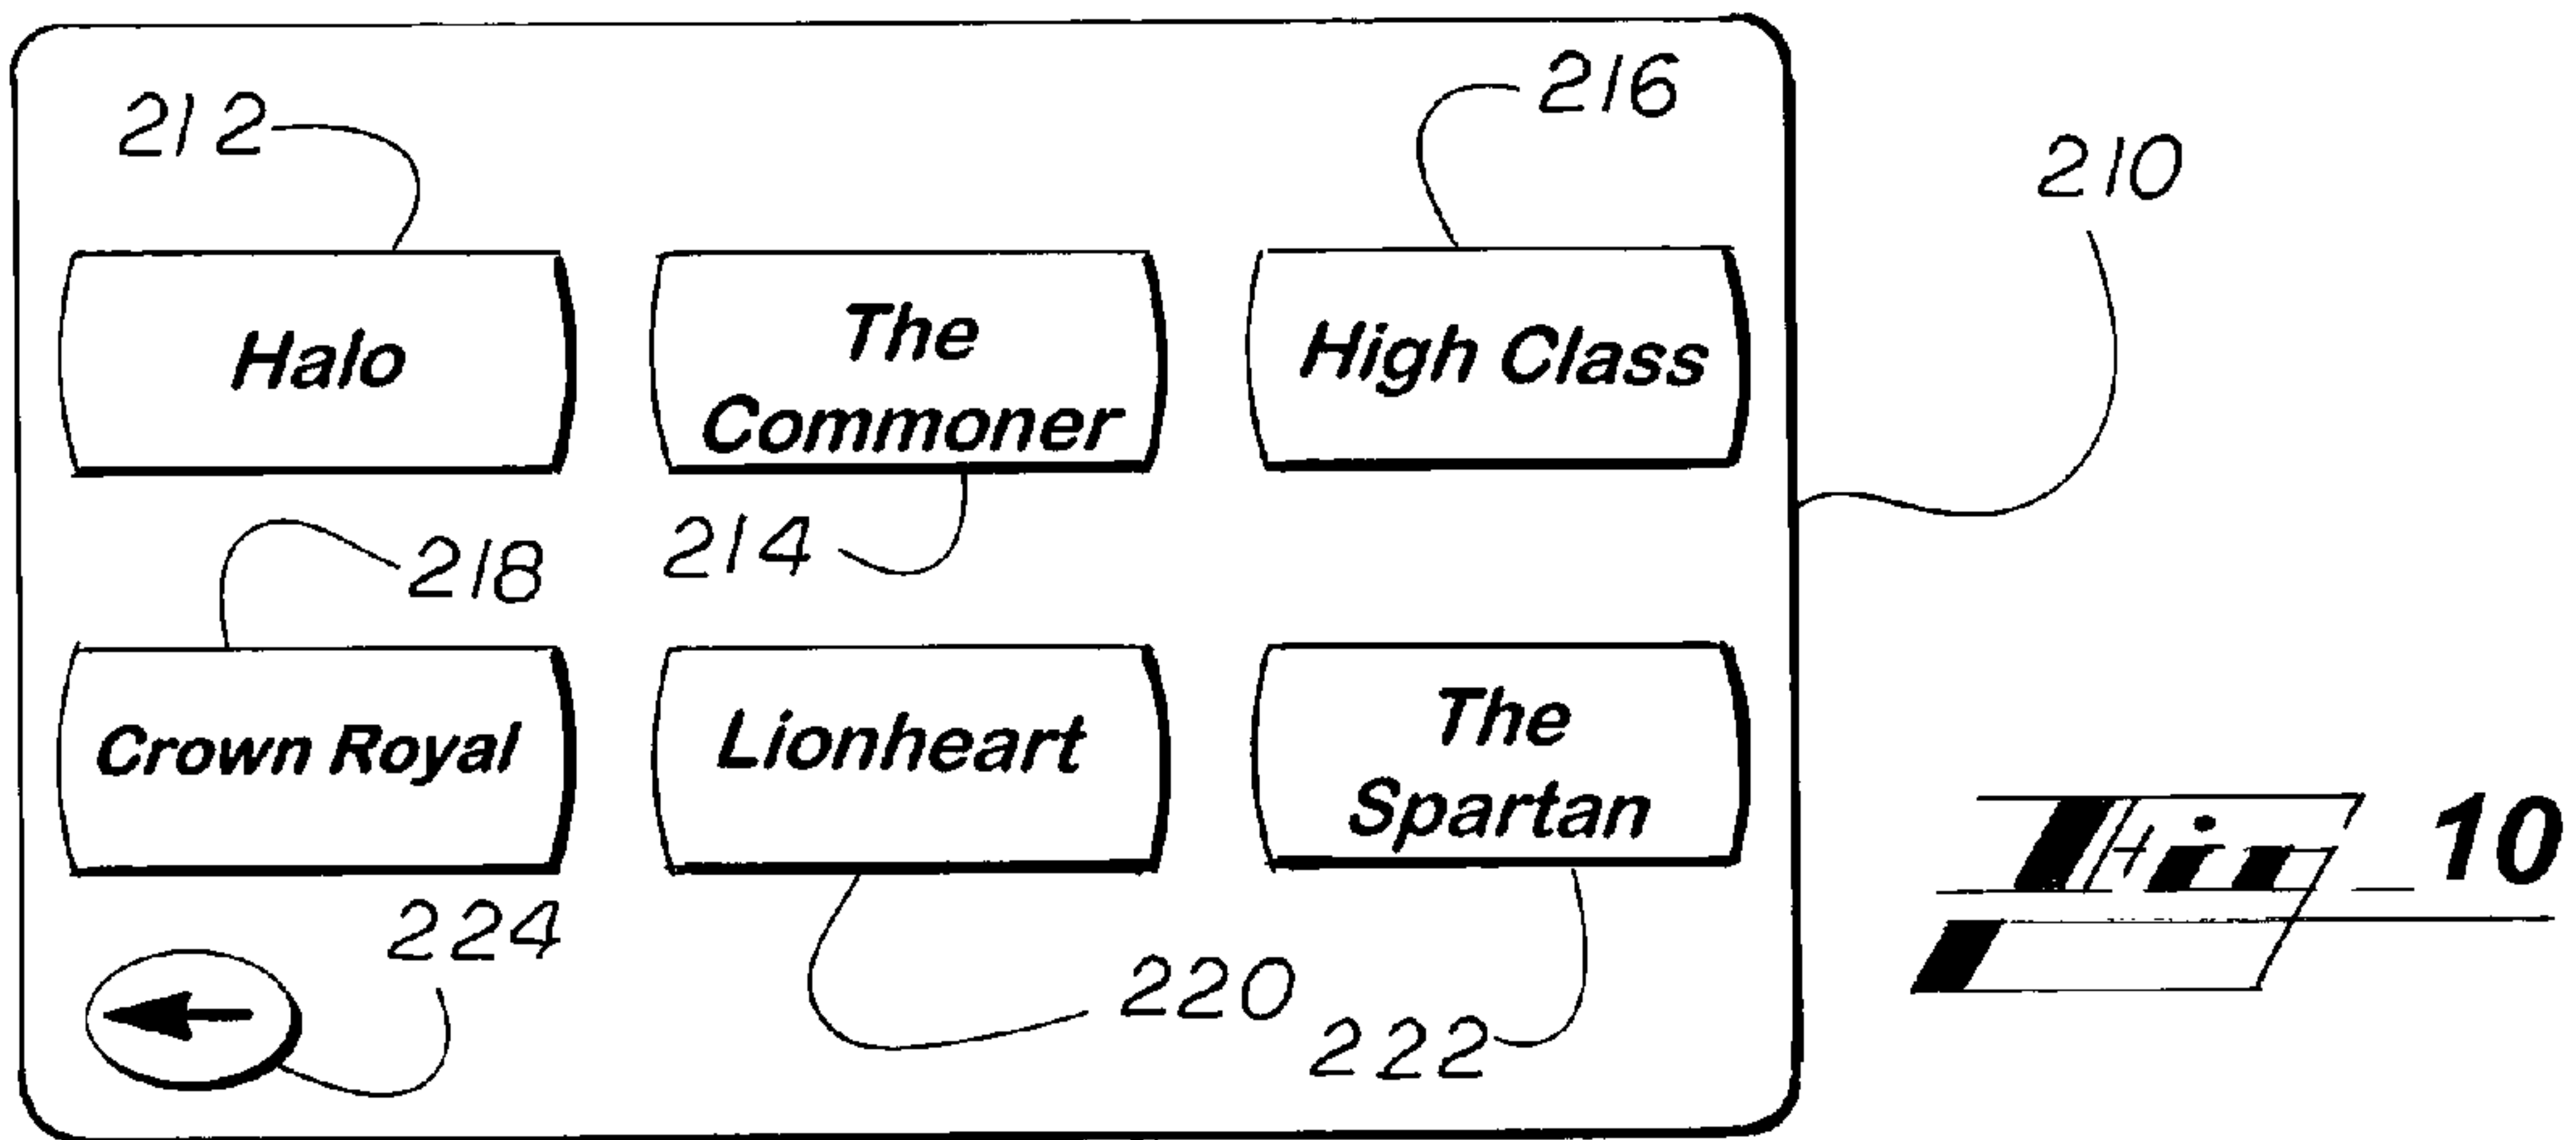 212
216
210
Halo
The
Commoner
High Class
218
214
Crown Royal
Lionheart
The
Spartan
224
220
222
10